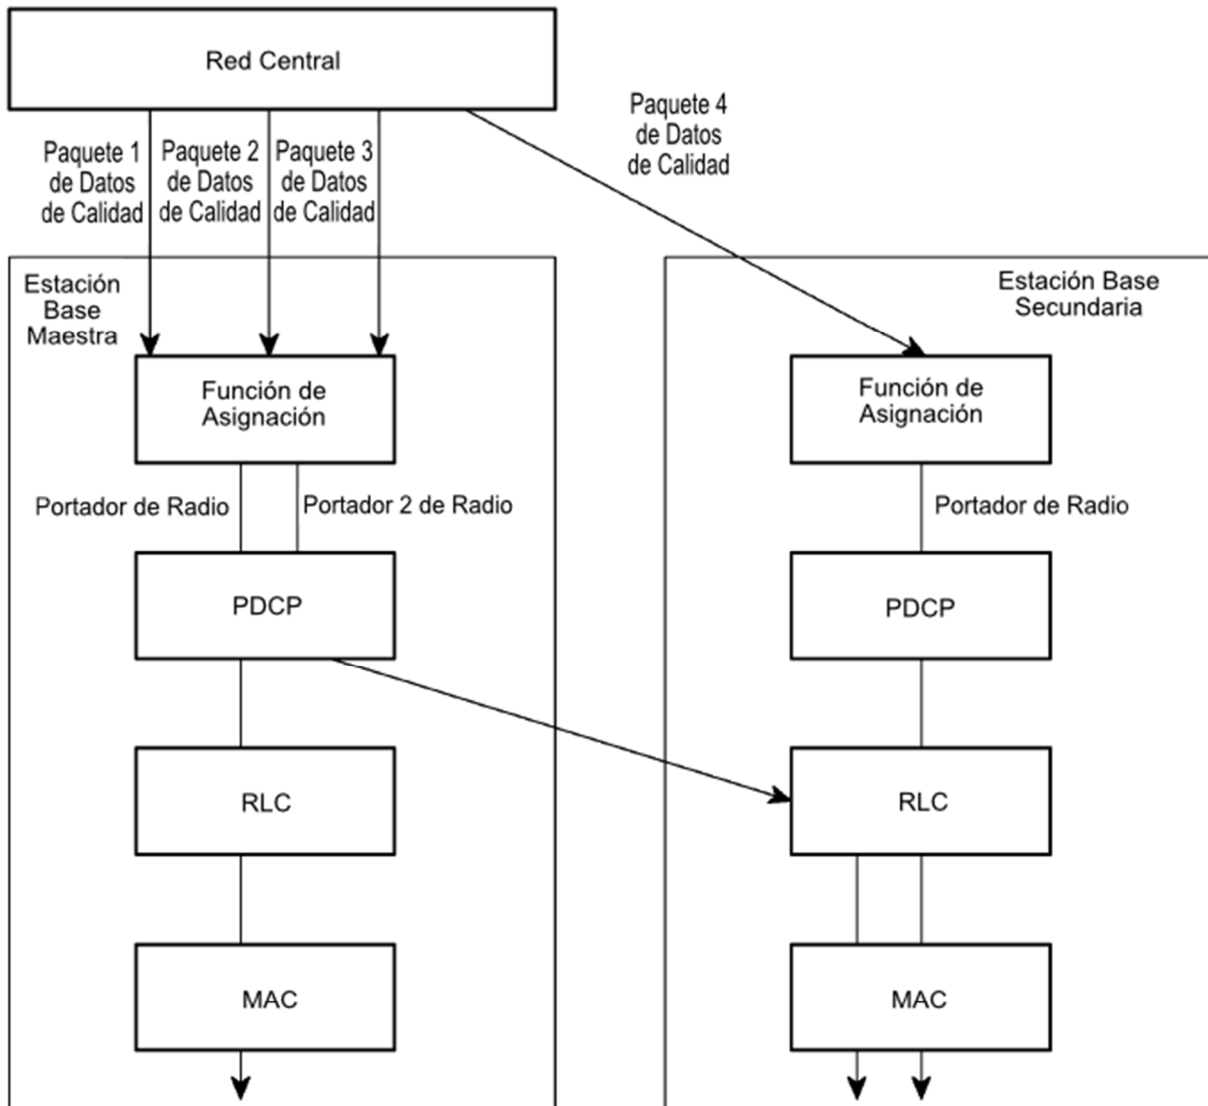 Red Central
Paquete 1
de Datos
de Calidad
Paquete 2
de Datos
de Calidad
Paquete 3
de Datos
de Calidad
Paquete 4
de Datos
de Calidad
Estación
Base
Maestra
Estación Base
Secundaria
Función de
Asignación
Función de
Asignación
Portador de Radio
Portador 2 de Radio
Portador de Radio
PDCP
PDCP
RLC
RLC
MAC
MAC